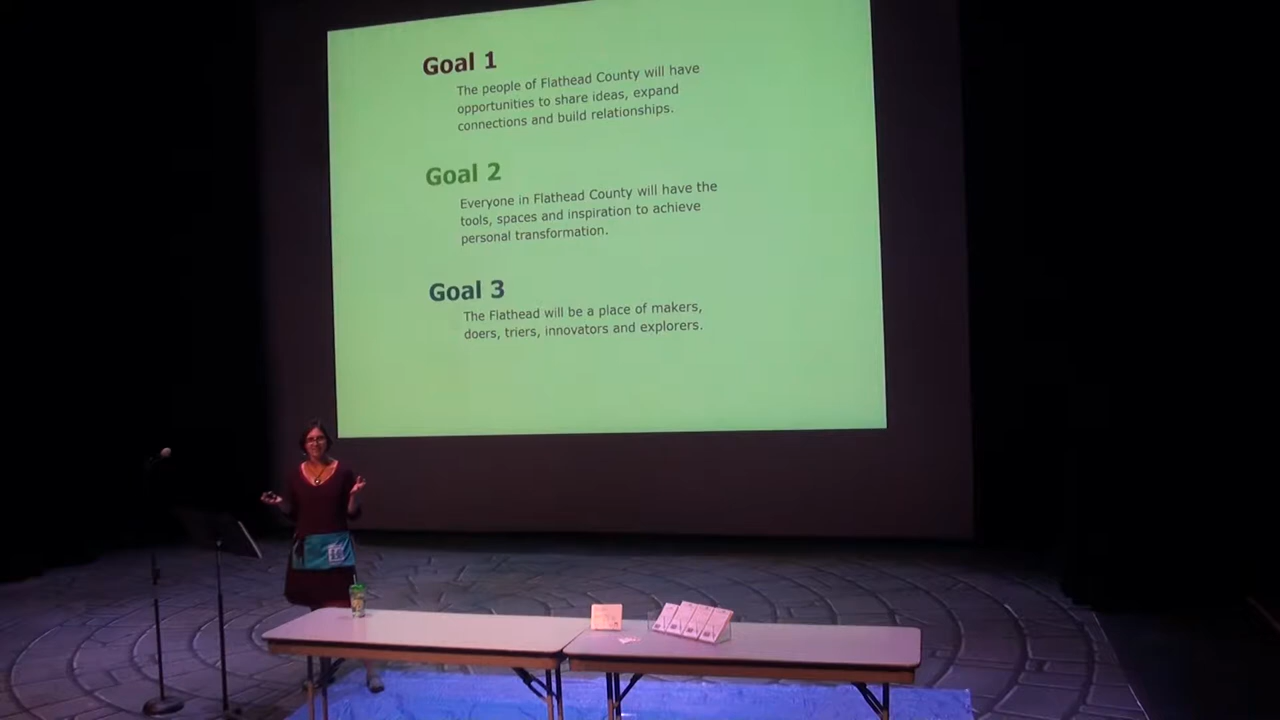 Goal 1
The people of Flathead County will have
opportunities to share ideas, expand
connections and build relationships.
Goal 2
Everyone in Flathead County will have the
tools, spaces and inspiration to achieve
personal transformation.
Goal 3
The Flathead will be a place of makers,
doers, triers, innovators and explorers.